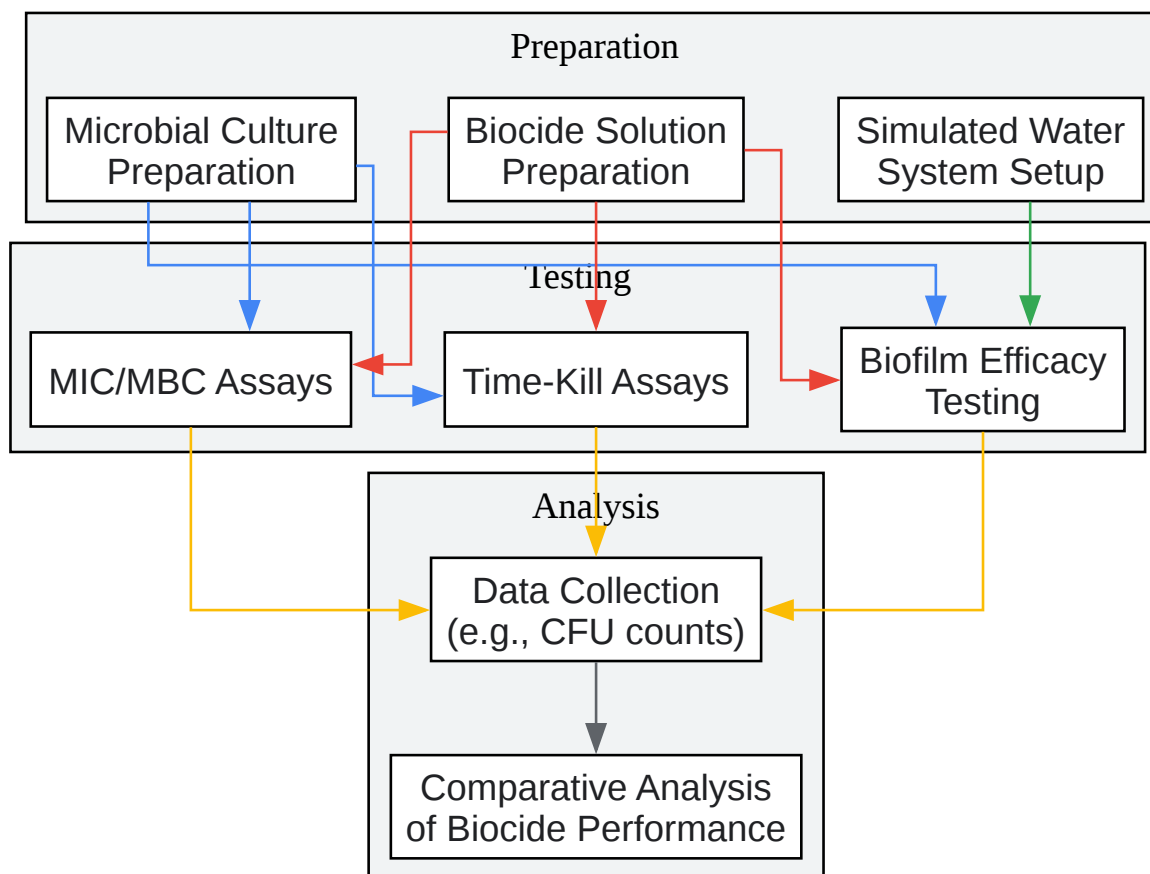 Preparation
Microbial Culture
Preparation
Biocide Solution
Preparation
Simulated Water
System Setup
Testing
MIC/MBC Assays
Time-Kill Assays
Biofilm Efficacy
Testing
Analysis
Data Collection
(e.g., CFU counts)
Comparative Analysis
of Biocide Performance